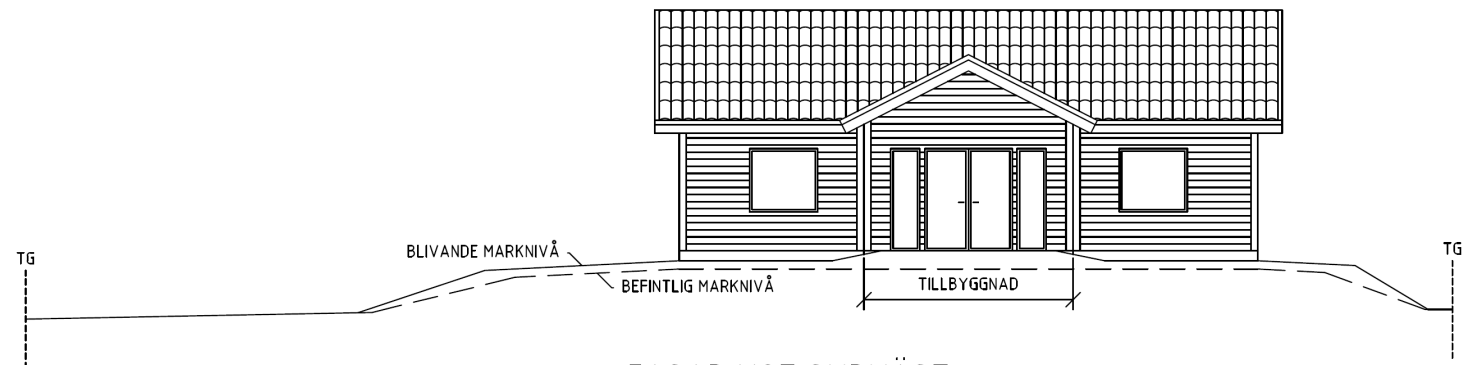 TG
TG
BLIVANDE MARKNIVÅ
BEFINTLIG MARKNIVÅ
TILLBYGGNAD